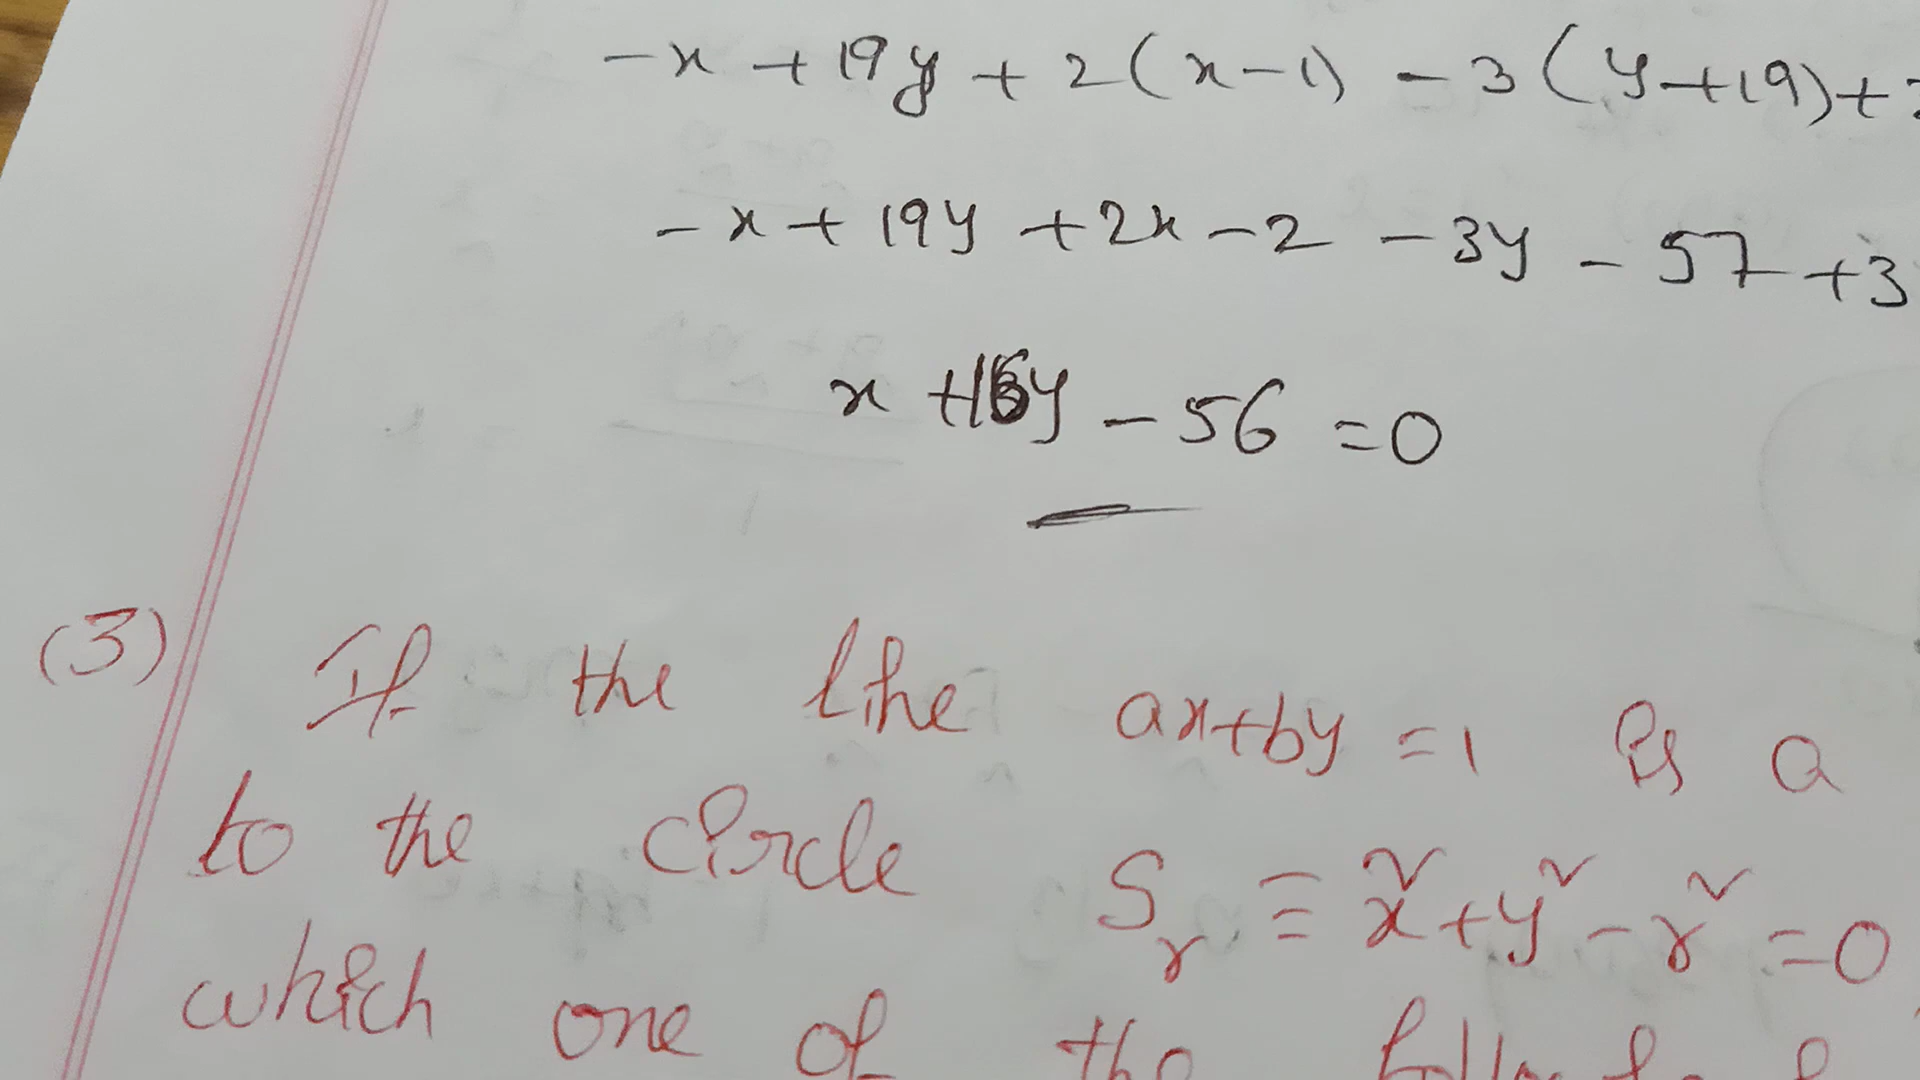 -x + 19y + 2(x-1) - 3(y+19)+
-x + 19y + 2x - 2 - 3y - 57 + 3
x + 16y - 56 = 0
(3) If the line ax+by = 1 is a
to the circle S_r ≡ x² + y² - r² = 0
which one of the